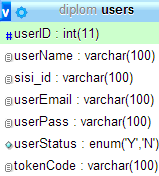 v diplom users
# userID : int(11)
userName : varchar(100)
sisi_id : varchar(100)
userEmail : varchar(100)
userPass : varchar(100)
userStatus : enum('Y','N')
tokenCode : varchar(100)